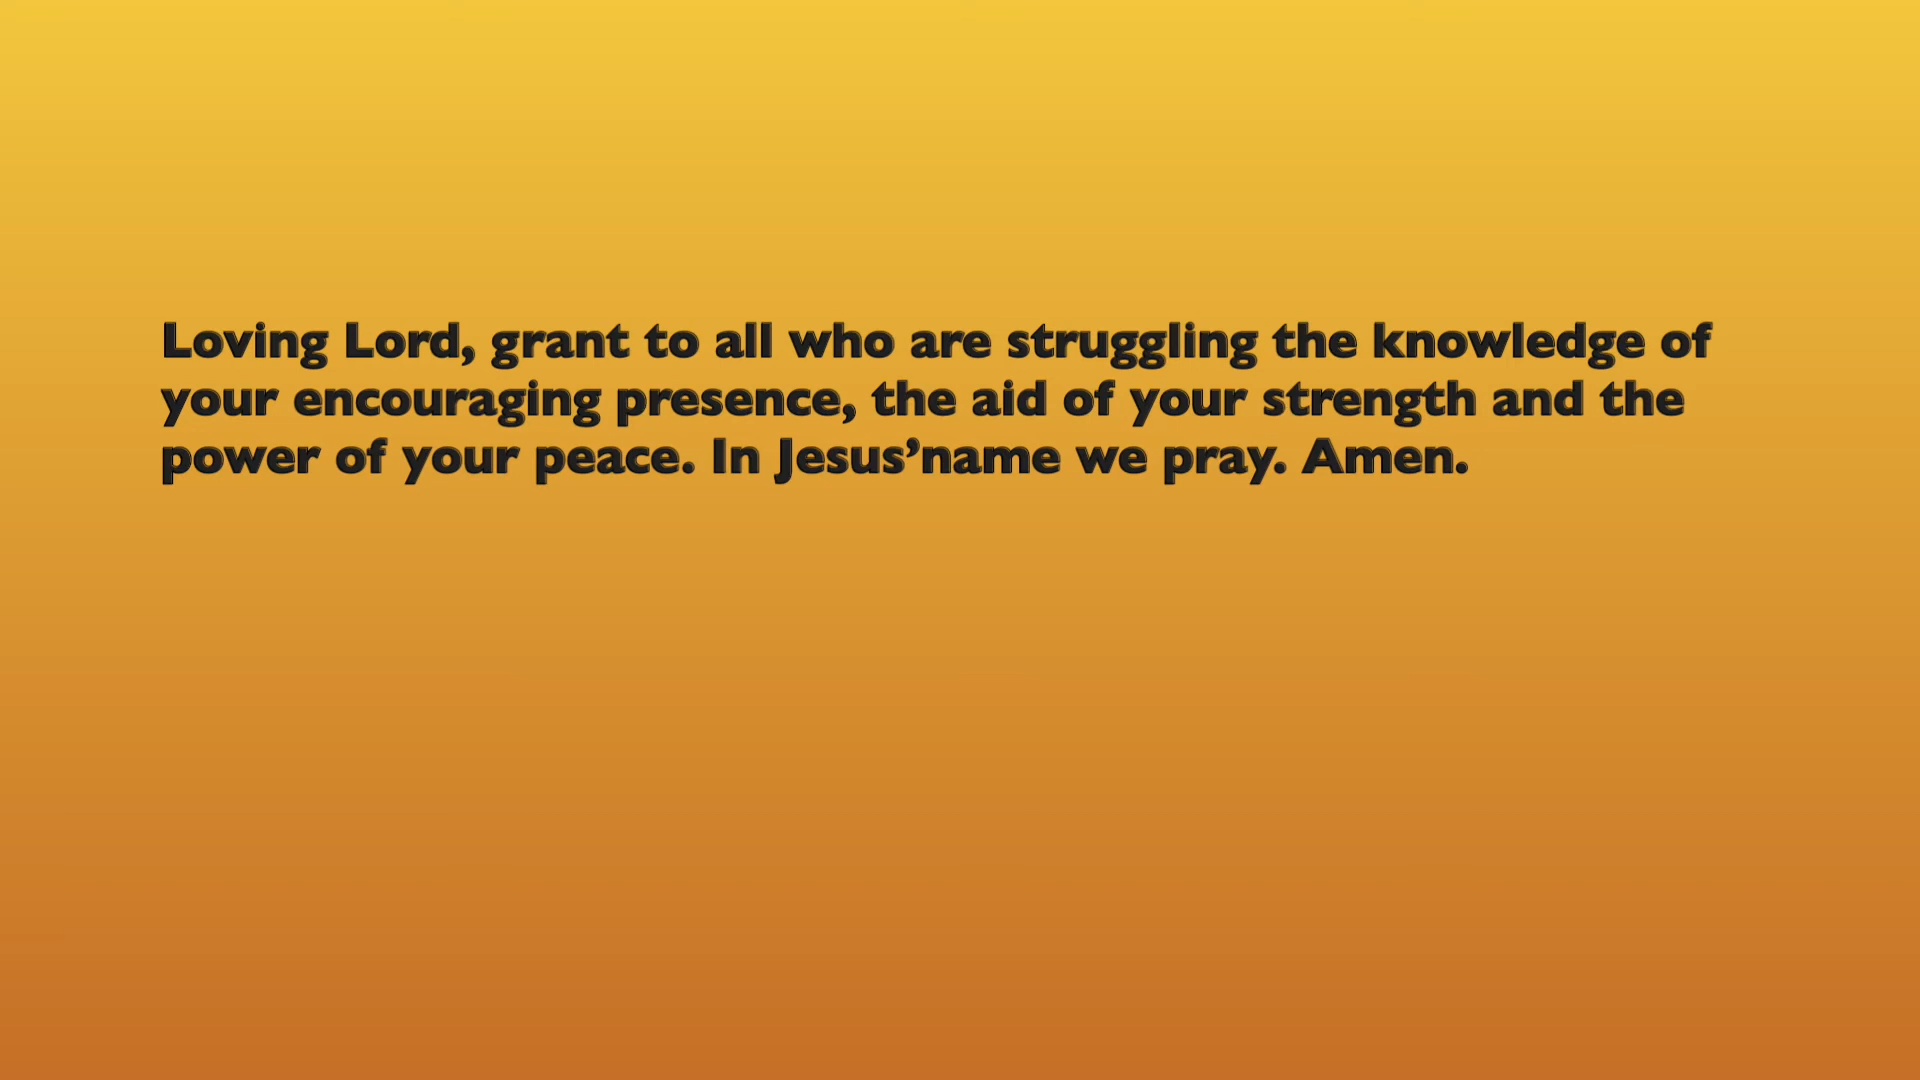 Loving Lord, grant to all who are struggling the knowledge of
your encouraging presence, the aid of your strength and the
power of your peace. In Jesus’name we pray. Amen.